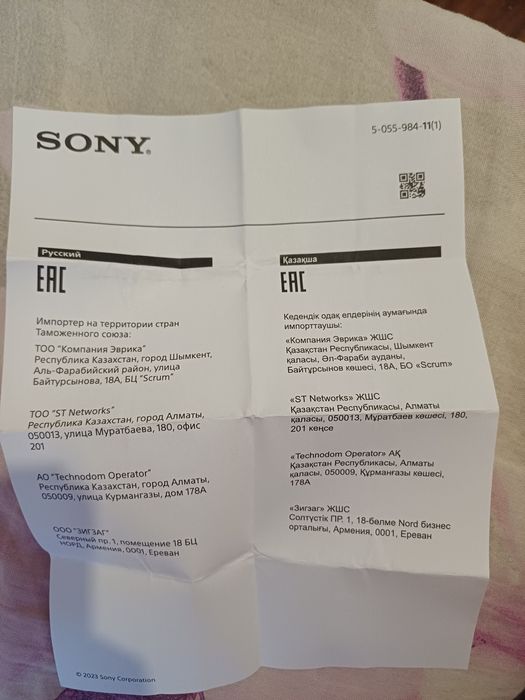 SONY®
5-055-984-11(1)
Русский
EAC
Импортер на территории стран
Таможенного союза:
ТОО "Компания Эврика"
Республика Казахстан, город Шымкент,
Аль-Фарабийский район, улица
Байтурсынова, 18А, БЦ "Scrum"
ТОО "ST Networks"
Республика Казахстан, город Алматы,
050013, улица Муратбаева, 180, офис
201
АО "Technodom Operator"
Республика Казахстан, город Алматы,
050009, улица Курмангазы, дом 178А
ООО "ЗИГЗАГ"
Северный пр. 1, помещение 18 БЦ
НОРД, Армения, 0001, Ереван
Қазақша
EAC
Кедендік одақ елдерінің аумағында
импорттаушы:
«Компания Эврика» ЖШС
Қазақстан Республикасы, Шымкент
қаласы, Әл-Фараби ауданы,
Байтұрсынов көшесі, 18А, БО «Scrum»
«ST Networks» ЖШС
Қазақстан Республикасы, Алматы
қаласы, 050013, Муратбаев көшесі, 180,
201 кеңсе
«Technodom Operator» АҚ
Қазақстан Республикасы, Алматы
қаласы, 050009, Құрманғазы көшесі,
178А
«Зигзаг» ЖШС
Солтүстік ПР. 1, 18-бөлме Nord бизнес
орталығы, Армения, 0001, Ереван
© 2023 Sony Corporation